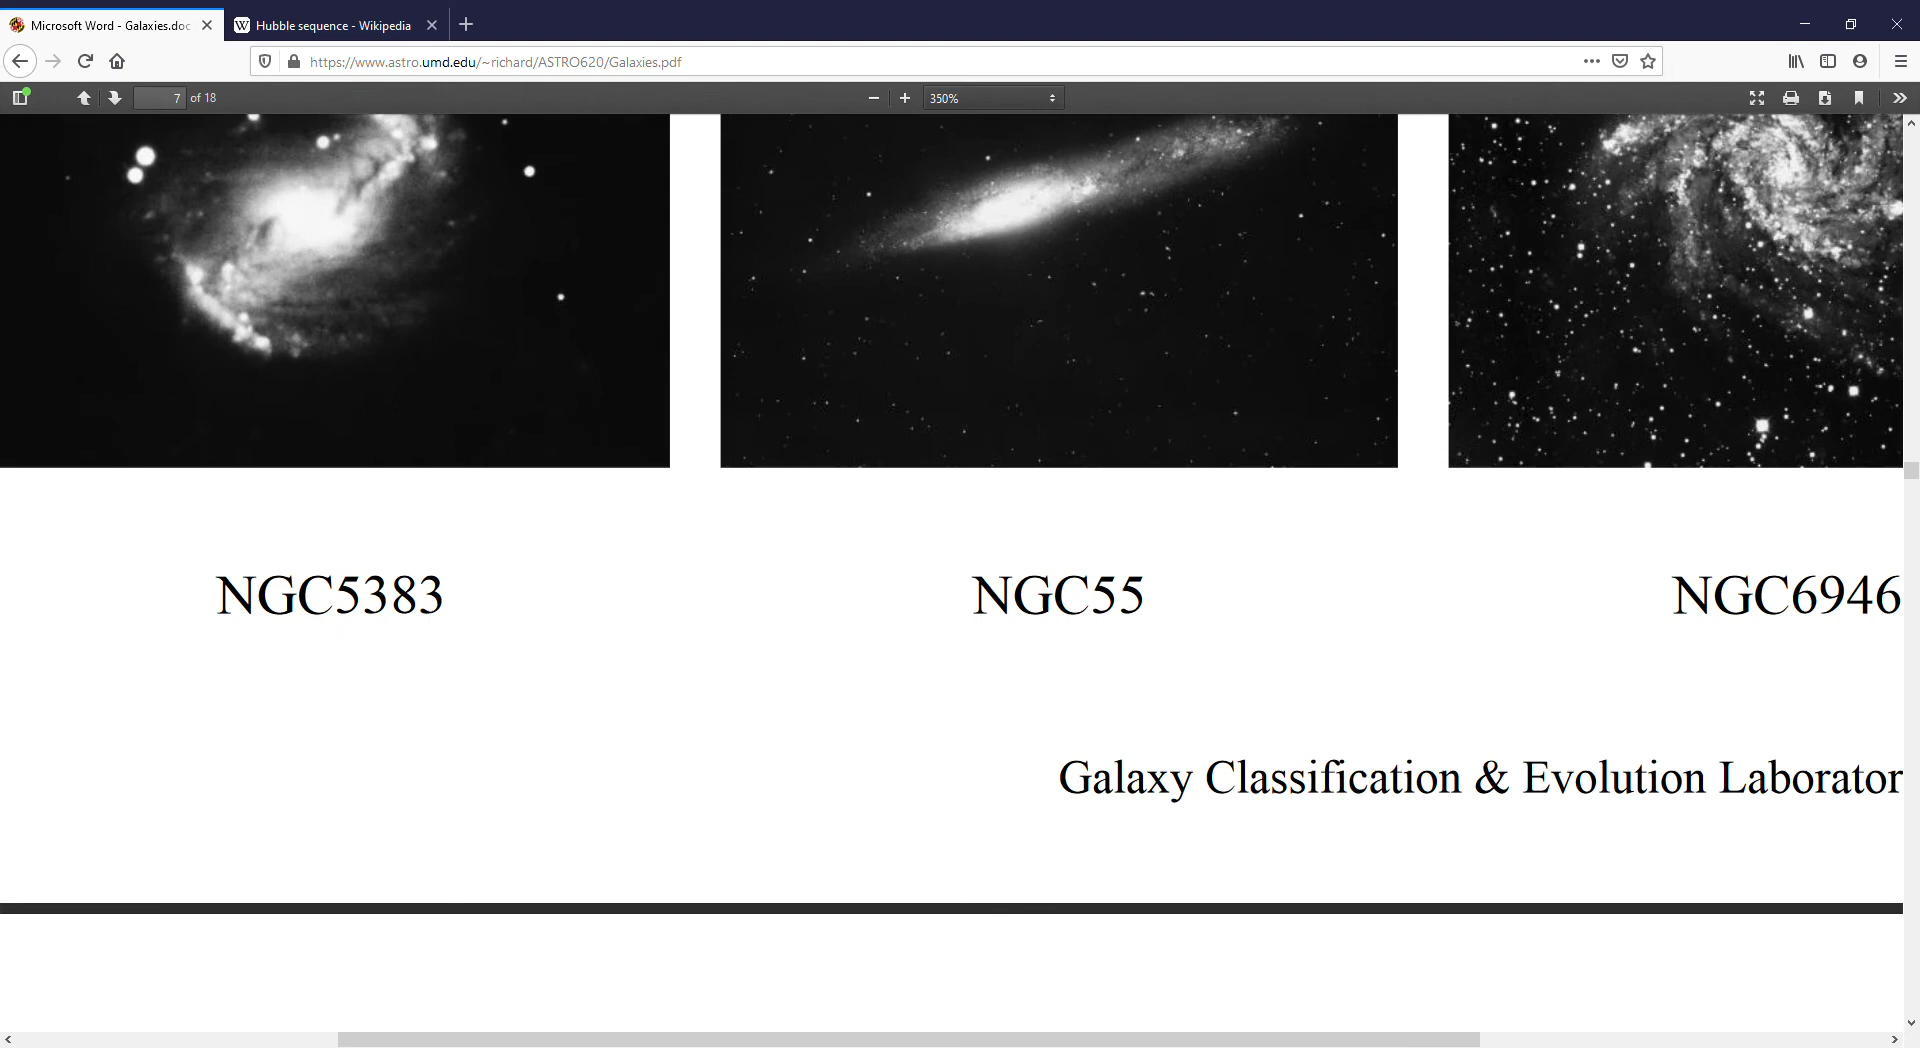 Microsoft Word - Galaxies.doc
Hubble sequence - Wikipedia
https://www.astro.umd.edu/~richard/ASTRO620/Galaxies.pdf
7 of 18
350%
NGC5383 NGC55 NGC6946
Galaxy Classification & Evolution Laborator